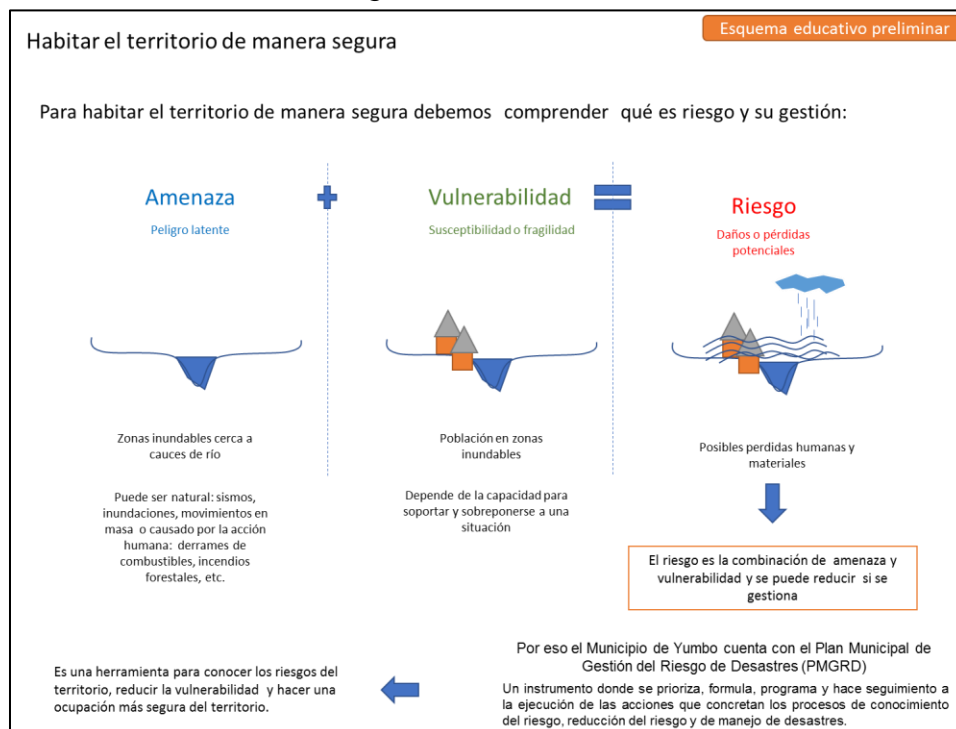 Habitar el territorio de manera segura
Esquema educativo preliminar
Para habitar el territorio de manera segura debemos comprender qué es riesgo y su gestión:
Amenaza
Peligro latente
Zonas inundables cerca a
cauces de río
Puede ser natural: sismos,
inundaciones, movimientos en
masa o causado por la acción
humana: derrames de
combustibles, incendios
forestales, etc.
Vulnerabilidad
Susceptibilidad o fragilidad
Población en zonas
inundables
Depende de la capacidad para
soportar y sobreponerse a una
situación
Riesgo
Daños o pérdidas
potenciales
Posibles perdidas humanas y
materiales
El riesgo es la combinación de amenaza y
vulnerabilidad y se puede reducir si se
gestiona
Por eso el Municipio de Yumbo cuenta con el Plan Municipal de
Gestión del Riesgo de Desastres (PMGRD)
Un instrumento donde se prioriza, formula, programa y hace seguimiento a
la ejecución de las acciones que concretan los procesos de conocimiento
del riesgo, reducción del riesgo y de manejo de desastres.
Es una herramienta para conocer los riesgos del
territorio, reducir la vulnerabilidad y hacer una
ocupación más segura del territorio.